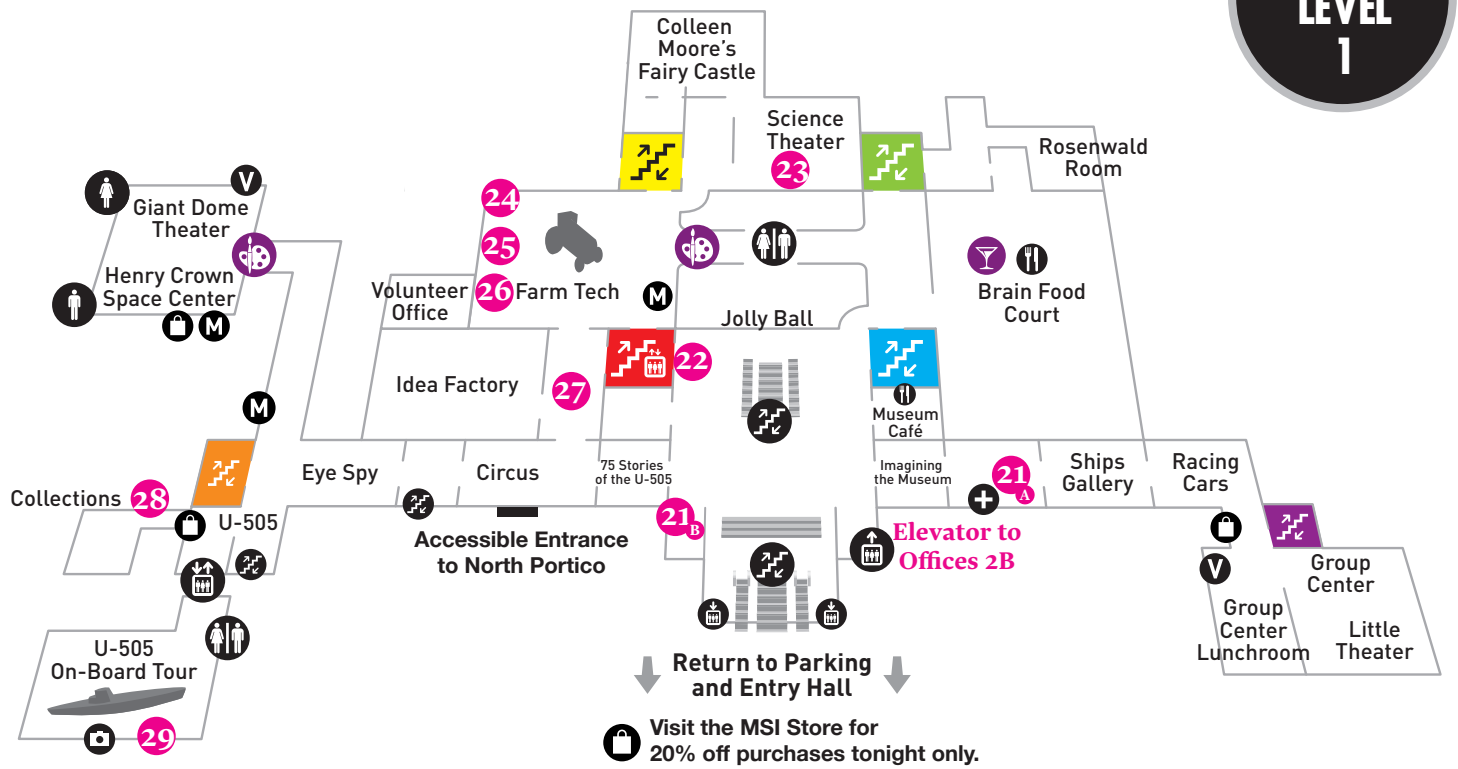 LEVEL
1
Colleen
Moore's
Fairy Castle
Science
Theater
23
Rosenwald
Room
V
Giant Dome
Theater
Henry Crown
Space Center
M
M
24
25
26
Farm Tech
Volunteer
Office
M
Jolly Ball
Brain Food
Court
22
27
Idea Factory
Museum
Café
Eye Spy
Circus
75 Stories
of the U-505
Imagining
the Museum
21
A
Ships
Gallery
Racing
Cars
Collections
28
U-505
Accessible Entrance
to North Portico
21
B
Elevator to
Offices 2B
V
Group
Center
Group
Center
Lunchroom
Little
Theater
U-505
On-Board Tour
29
Return to Parking
and Entry Hall
Visit the MSI Store for
20% off purchases tonight only.